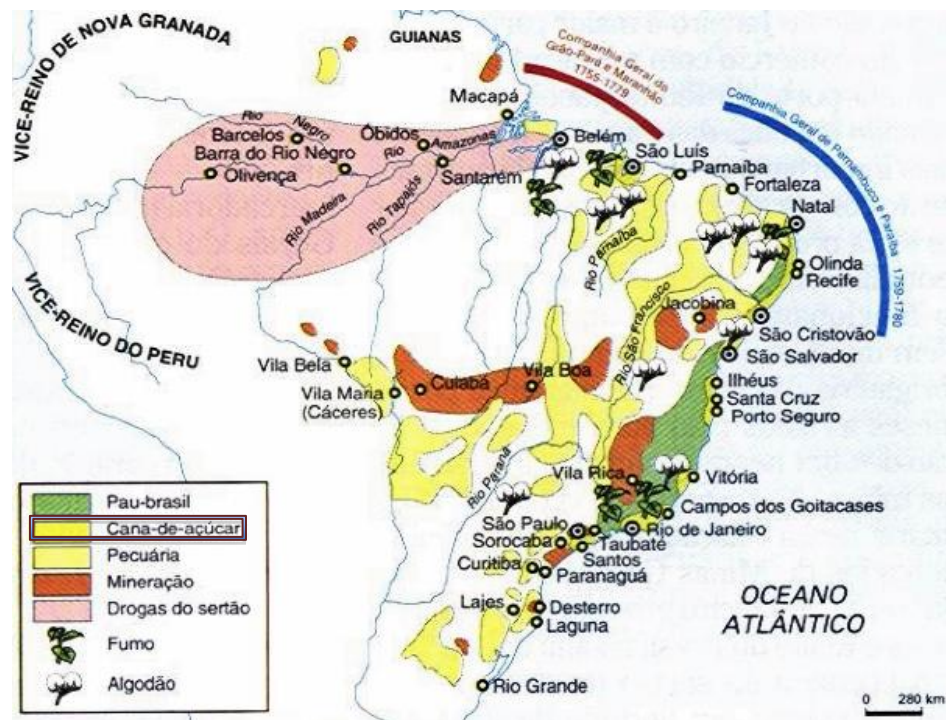 VICE-REINO DE NOVA GRANADA
GUIANAS
Companhia Geral do
Grão-Pará e Maranhão
1755-1779
Companhia Geral de Pernambuco e Paraíba 1759-1780
Macapá
Rio Negro
Barcelos
Óbidos
Rio Amazonas
Belém
Barra do Rio Negro
São Luís
Parnaíba
Olivença
Santarém
Fortaleza
Rio Madeira
Rio Tapajós
Natal
Rio Parnaíba
Olinda
Recife
VICE-REINO DO PERU
Rio São Francisco
Jacobina
São Cristovão
São Salvador
Vila Bela
Vila Boa
Cuiabá
Ilhéus
Vila Maria
(Cáceres)
Santa Cruz
Porto Seguro
Rio Paraná
Vila Rica
Vitória
Campos dos Goitacases
São Paulo
Rio de Janeiro
Sorocaba
Taubaté
Santos
Curitiba
Paranaguá
Lajes
Desterro
Laguna
Rio Grande
OCEANO
ATLÂNTICO
Pau-brasil
Cana-de-açúcar
Pecuária
Mineração
Drogas do sertão
Fumo
Algodão
0 280 km